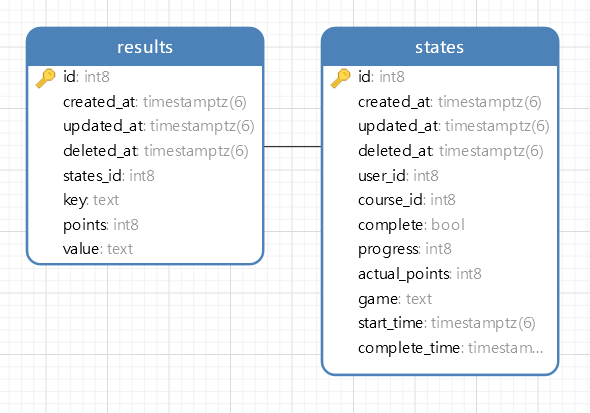 results
id: int8
created_at: timestamptz(6)
updated_at: timestamptz(6)
deleted_at: timestamptz(6)
states_id: int8
key: text
points: int8
value: text
states
id: int8
created_at: timestamptz(6)
updated_at: timestamptz(6)
deleted_at: timestamptz(6)
user_id: int8
course_id: int8
complete: bool
progress: int8
actual_points: int8
game: text
start_time: timestamptz(6)
complete_time: timestam...